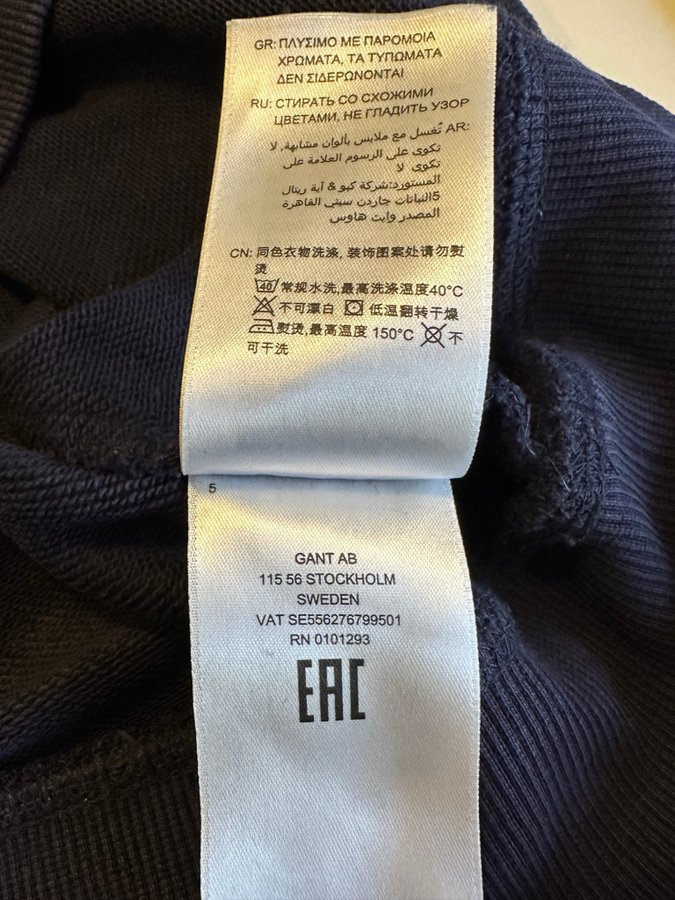 GR: ΠΛΥΣΙΜΟ ΜΕ ΠΑΡΟΜΟΙΑ
ΧΡΩΜΑΤΑ, ΤΑ ΤΥΠΩΜΑΤΑ
ΔΕΝ ΣΙΔΕΡΩΝΟΝΤΑΙ
RU: СТИРАТЬ СО СХОЖИМИ
ЦВЕТАМИ, НЕ ГЛАДИТЬ УЗОР
AR: تُغسل مع ملابس بألوان مشابهة, لا
تكوى على الرسوم العلامة على
تكوى لا
المستورد:شركة كيو & آية ريتال
5النباتات جاردن سيتي القاهرة
المصدر وايت هاوس
CN: 同色衣物洗涤, 装饰图案处请勿熨
烫
40 常规水洗,最高洗涤温度40°C
不可漂白 低温翻转干燥
熨烫,最高温度 150°C 不
可干洗
5
GANT AB
115 56 STOCKHOLM
SWEDEN
VAT SE556276799501
RN 0101293
EAC